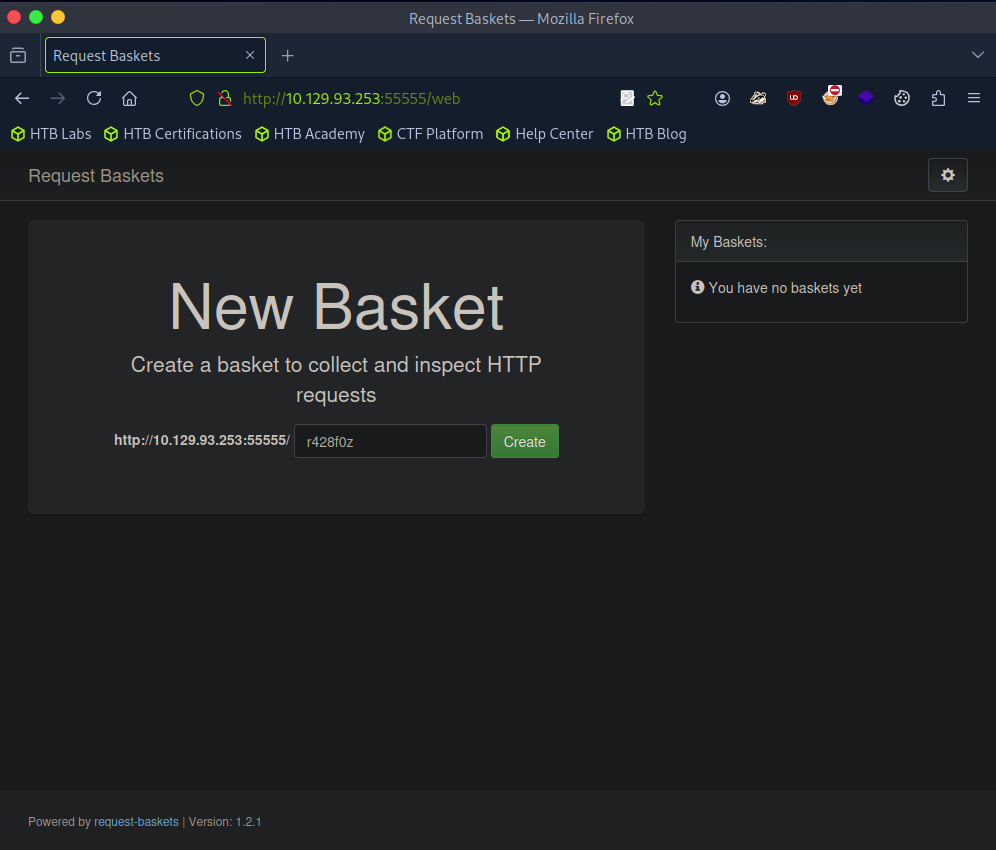 Request Baskets — Mozilla Firefox
Request Baskets
http://10.129.93.253:55555/web
HTB Labs HTB Certifications HTB Academy CTF Platform Help Center HTB Blog
Request Baskets
New Basket
Create a basket to collect and inspect HTTP
requests
http://10.129.93.253:55555/ r428f0z Create
My Baskets:
You have no baskets yet
Powered by request-baskets | Version: 1.2.1